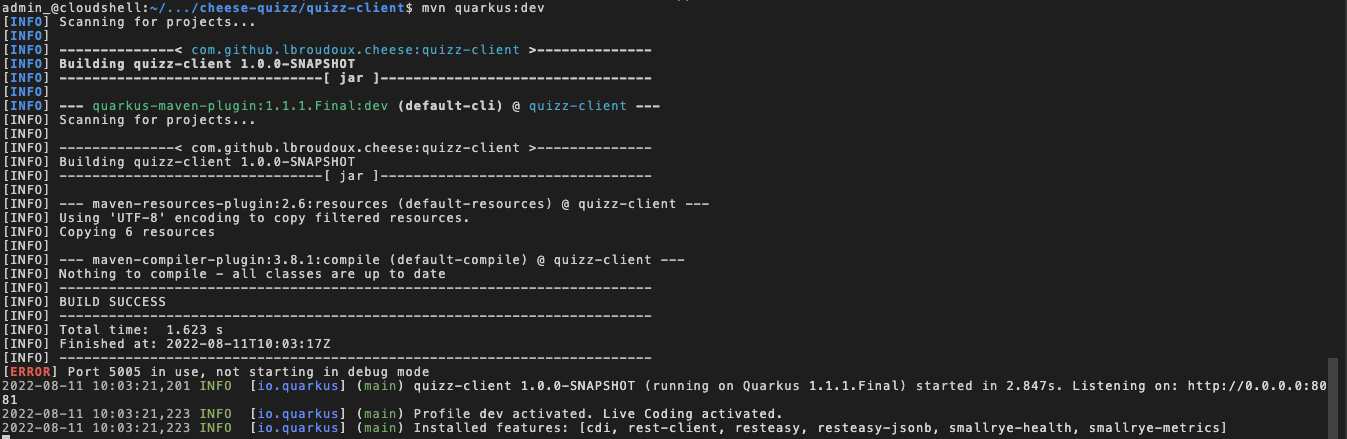 admin_@cloudshell:~/.../cheese-quizz/quizz-client$ mvn quarkus:dev
[INFO] Scanning for projects...
[INFO]
[INFO] --------------< com.github.lbroudoux.cheese:quizz-client >--------------
[INFO] Building quizz-client 1.0.0-SNAPSHOT
[INFO] --------------------------------[ jar ]---------------------------------
[INFO]
[INFO] --- quarkus-maven-plugin:1.1.1.Final:dev (default-cli) @ quizz-client ---
[INFO] Scanning for projects...
[INFO]
[INFO] --------------< com.github.lbroudoux.cheese:quizz-client >--------------
[INFO] Building quizz-client 1.0.0-SNAPSHOT
[INFO] --------------------------------[ jar ]---------------------------------
[INFO]
[INFO] --- maven-resources-plugin:2.6:resources (default-resources) @ quizz-client ---
[INFO] Using 'UTF-8' encoding to copy filtered resources.
[INFO] Copying 6 resources
[INFO]
[INFO] --- maven-compiler-plugin:3.8.1:compile (default-compile) @ quizz-client ---
[INFO] Nothing to compile - all classes are up to date
[INFO] ------------------------------------------------------------------------
[INFO] BUILD SUCCESS
[INFO] ------------------------------------------------------------------------
[INFO] Total time:  1.623 s
[INFO] Finished at: 2022-08-11T10:03:17Z
[INFO] ------------------------------------------------------------------------
[ERROR] Port 5005 in use, not starting in debug mode
2022-08-11 10:03:21,201 INFO  [io.quarkus] (main) quizz-client 1.0.0-SNAPSHOT (running on Quarkus 1.1.1.Final) started in 2.847s. Listening on: http://0.0.0.0:80
81
2022-08-11 10:03:21,223 INFO  [io.quarkus] (main) Profile dev activated. Live Coding activated.
2022-08-11 10:03:21,223 INFO  [io.quarkus] (main) Installed features: [cdi, rest-client, resteasy, resteasy-jsonb, smallrye-health, smallrye-metrics]